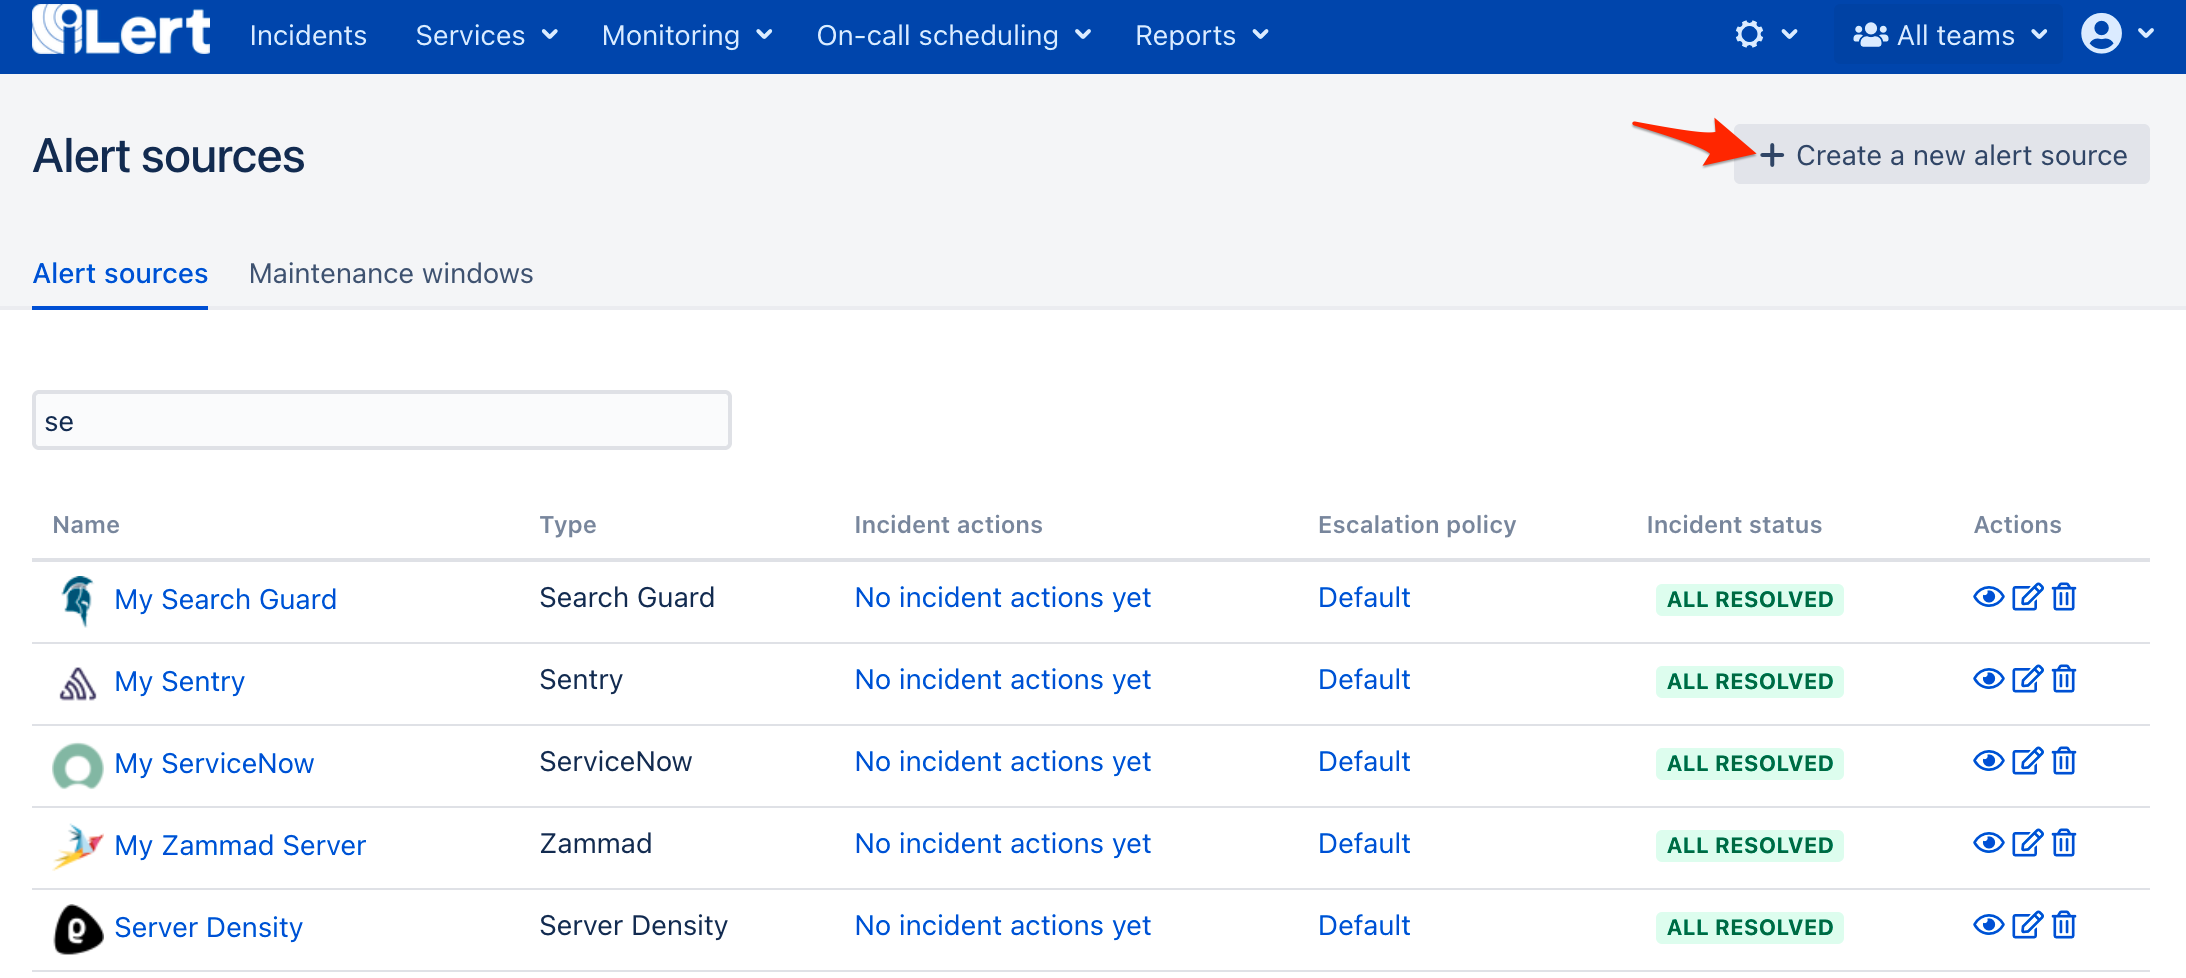 iLert Incidents Services Monitoring On-call scheduling Reports All teams
Alert sources
Create a new alert source
Alert sources Maintenance windows
se
Name Type Incident actions Escalation policy Incident status Actions
My Search Guard Search Guard No incident actions yet Default ALL RESOLVED
My Sentry Sentry No incident actions yet Default ALL RESOLVED
My ServiceNow ServiceNow No incident actions yet Default ALL RESOLVED
My Zammad Server Zammad No incident actions yet Default ALL RESOLVED
Server Density Server Density No incident actions yet Default ALL RESOLVED